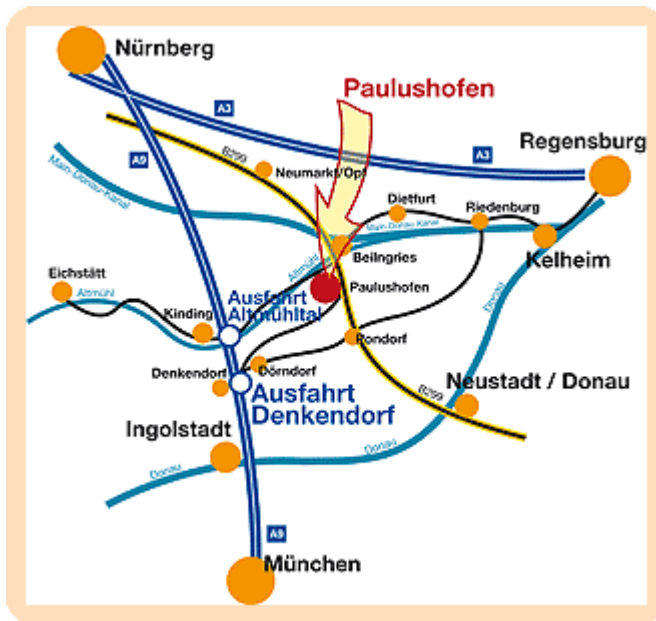 Nürnberg
Paulushofen
A3
Regensburg
A9
B299
A3
Neumarkt/Opf
Main-Donau-Kanal
Dietfurt
Riedenburg
Main-Donau-Kanal
Beilngries
Kelheim
Altmühl
Eichstätt
Altmühl
Paulushofen
Donau
Ausfahrt
Altmühltal
Kinding
Pondorf
Denkendorf
Dörndorf
Ausfahrt
Denkendorf
Neustadt / Donau
B299
Ingolstadt
Donau
Donau
A9
München